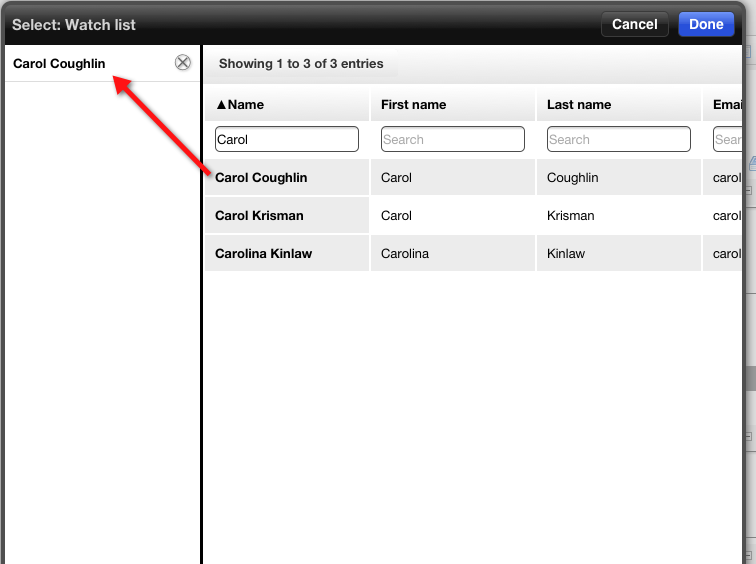 Select: Watch list Cancel Done
Carol Coughlin
Showing 1 to 3 of 3 entries
▲Name First name Last name Emai
Carol Search Search Sear
Carol Coughlin Carol Coughlin carol
Carol Krisman Carol Krisman carol
Carolina Kinlaw Carolina Kinlaw carol